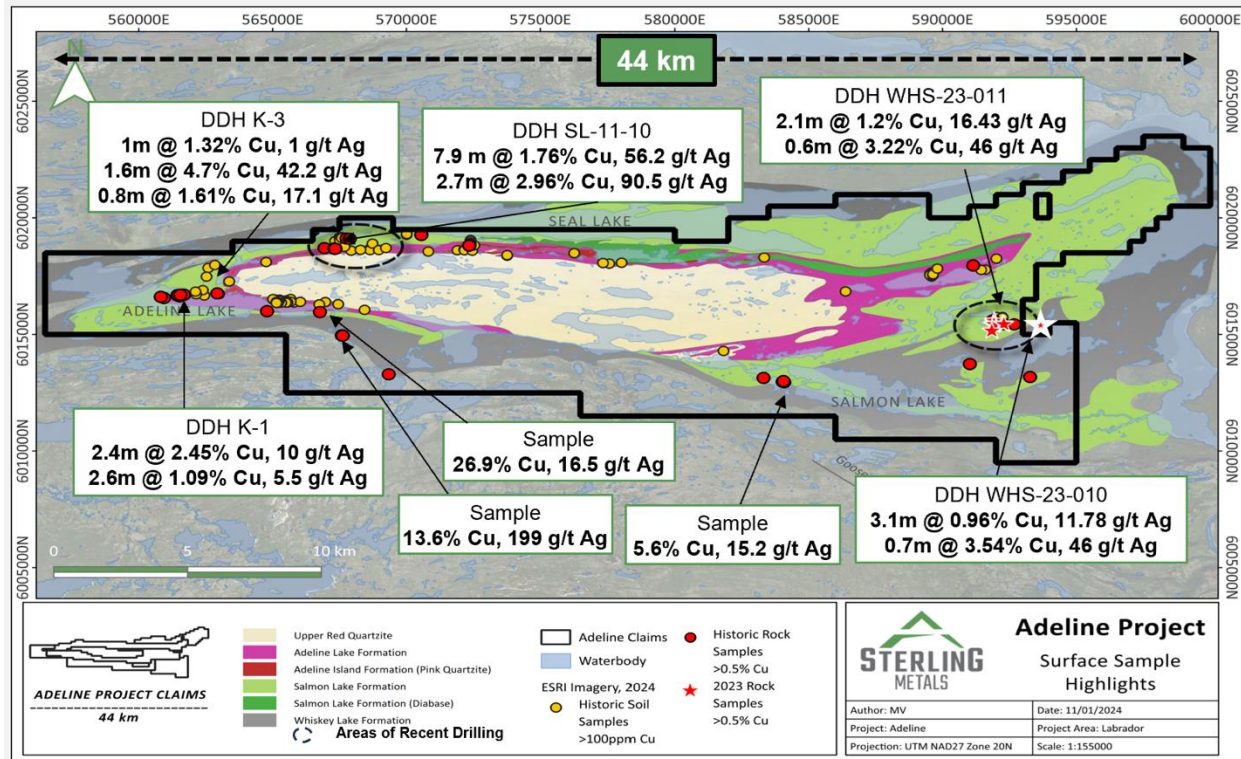 560000E 565000E 570000E 575000E 580000E 585000E 590000E 595000E 600000E
N
44 km
6025000N 6020000N 6015000N 6010000N 6005000N
6025000N 6020000N 6015000N 6010000N 6005000N
DDH K-3
1m @ 1.32% Cu, 1 g/t Ag
1.6m @ 4.7% Cu, 42.2 g/t Ag
0.8m @ 1.61% Cu, 17.1 g/t Ag
DDH SL-11-10
7.9 m @ 1.76% Cu, 56.2 g/t Ag
2.7m @ 2.96% Cu, 90.5 g/t Ag
DDH WHS-23-011
2.1m @ 1.2% Cu, 16.43 g/t Ag
0.6m @ 3.22% Cu, 46 g/t Ag
SEAL LAKE
ADELINE LAKE
SALMON LAKE
DDH K-1
2.4m @ 2.45% Cu, 10 g/t Ag
2.6m @ 1.09% Cu, 5.5 g/t Ag
Sample
26.9% Cu, 16.5 g/t Ag
Sample
13.6% Cu, 199 g/t Ag
Sample
5.6% Cu, 15.2 g/t Ag
DDH WHS-23-010
3.1m @ 0.96% Cu, 11.78 g/t Ag
0.7m @ 3.54% Cu, 46 g/t Ag
0 5 10 km
ADELINE PROJECT CLAIMS
44 km
Upper Red Quartzite
Adeline Lake Formation
Adeline Island Formation (Pink Quartzite)
Salmon Lake Formation
Salmon Lake Formation (Diabase)
Whiskey Lake Formation
Areas of Recent Drilling
Adeline Claims
Waterbody
ESRI Imagery, 2024
Historic Soil
Samples
>100ppm Cu
Historic Rock
Samples
>0.5% Cu
2023 Rock
Samples
>0.5% Cu
STERLING
METALS
Adeline Project
Surface Sample
Highlights
Author: MV
Date: 11/01/2024
Project: Adeline
Project Area: Labrador
Projection: UTM NAD27 Zone 20N
Scale: 1:155000